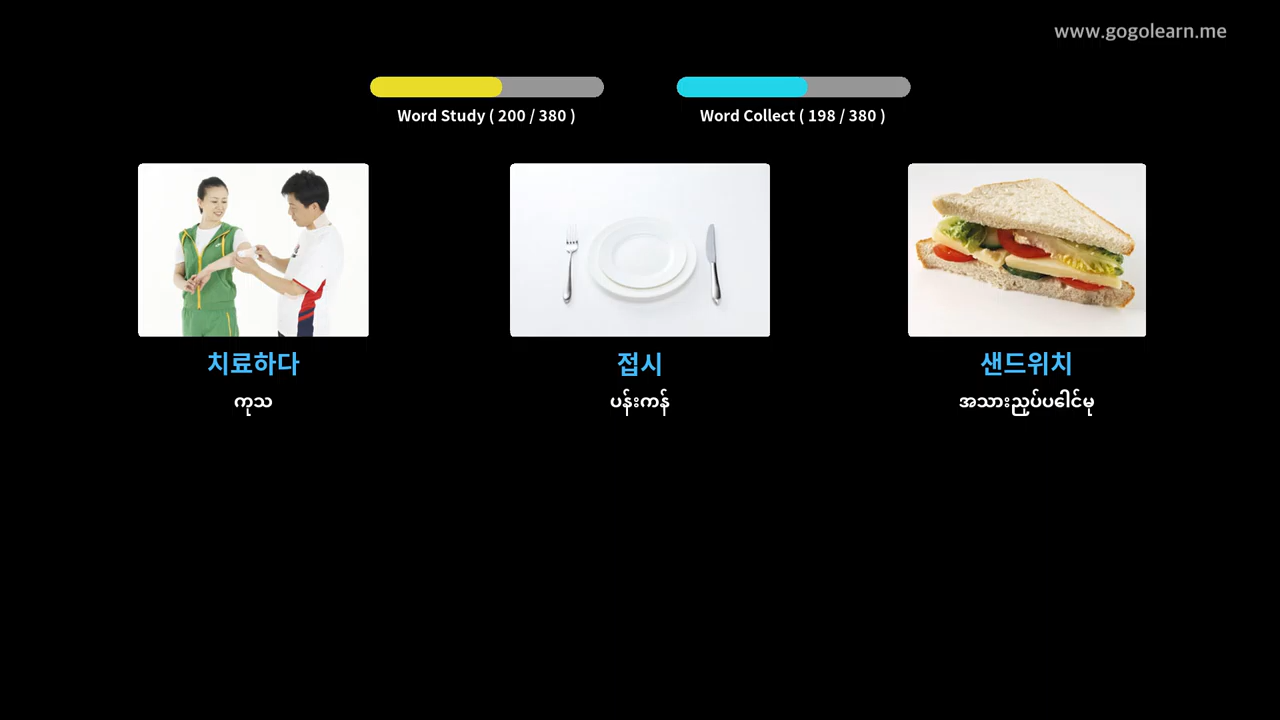 www.gogolearn.me
Word Study ( 200 / 380 )
Word Collect ( 198 / 380 )
치료하다
접시
샌드위치
ကုသ
ပန်းကန်
အသားညှပ်ပေါင်မု